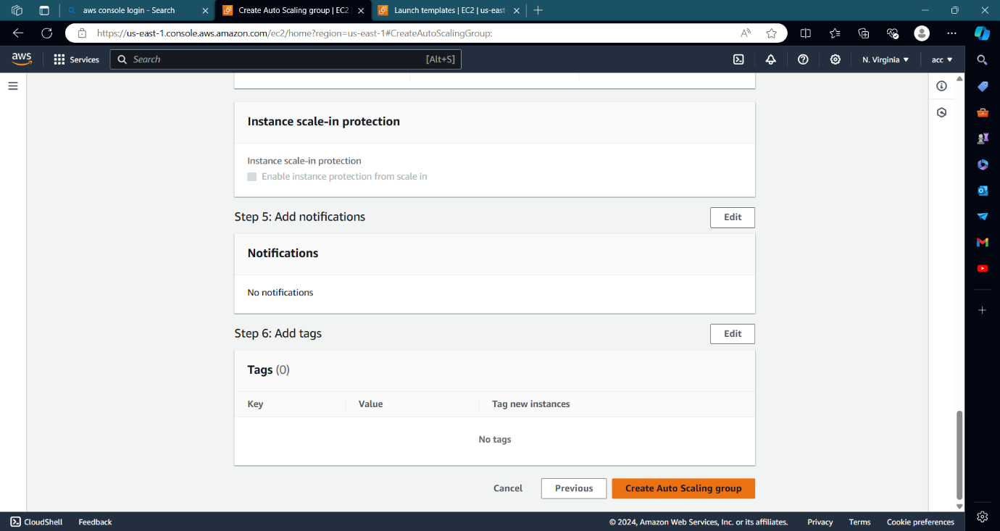 aws console login - Search
Create Auto Scaling group | EC2
Launch templates | EC2 | us-east
https://us-east-1.console.aws.amazon.com/ec2/home?region=us-east-1#CreateAutoScalingGroup:
aws
Services
Search
[Alt+S]
N. Virginia
acc
Instance scale-in protection
Instance scale-in protection
Enable instance protection from scale in
Step 5: Add notifications
Edit
Notifications
No notifications
Step 6: Add tags
Edit
Tags (0)
Key
Value
Tag new instances
No tags
Cancel
Previous
Create Auto Scaling group
CloudShell
Feedback
© 2024, Amazon Web Services, Inc. or its affiliates.
Privacy
Terms
Cookie preferences